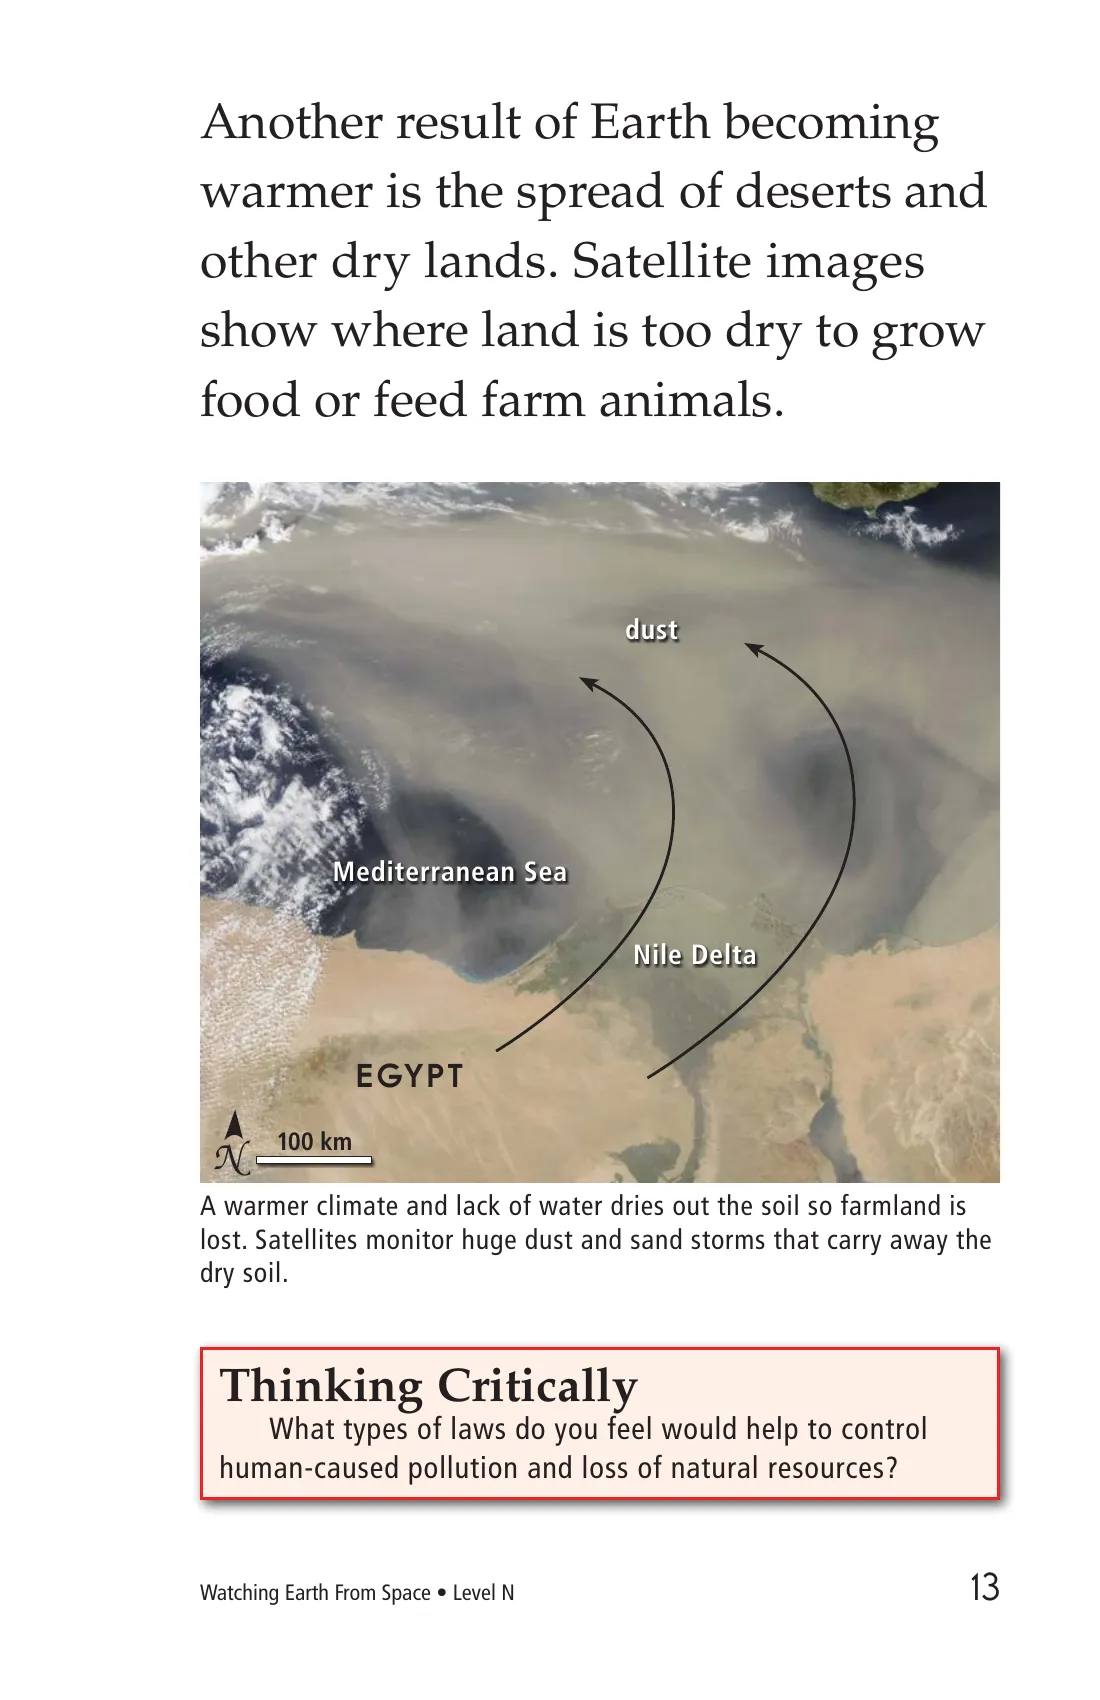 Another result of Earth becoming
warmer is the spread of deserts and
other dry lands. Satellite images
show where land is too dry to grow
food or feed farm animals.
dust
Mediterranean Sea
Nile Delta
EGYPT
N
100 km
A warmer climate and lack of water dries out the soil so farmland is
lost. Satellites monitor huge dust and sand storms that carry away the
dry soil.
Thinking Critically
What types of laws do you feel would help to control
human-caused pollution and loss of natural resources?
Watching Earth From Space • Level N
13